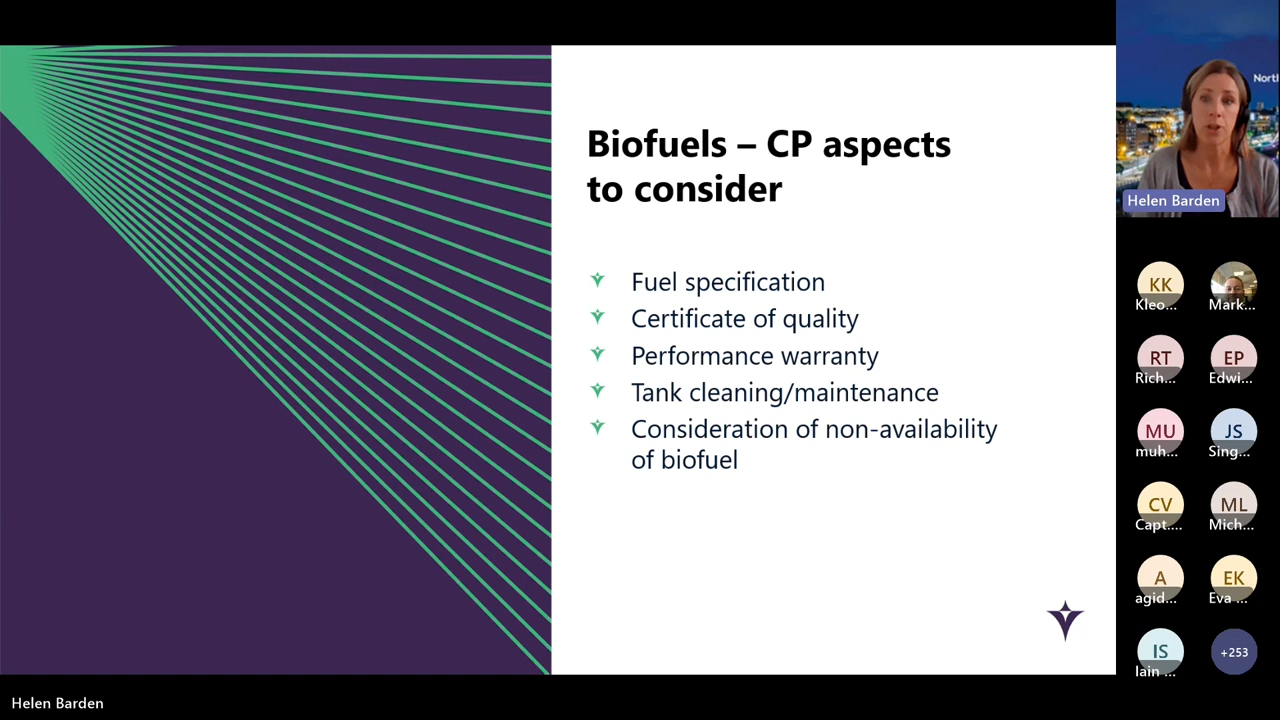 Biofuels – CP aspects
to consider
Fuel specification
Certificate of quality
Performance warranty
Tank cleaning/maintenance
Consideration of non-availability
of biofuel
North
Helen Barden
KK
Kleo...
Mark...
RT
Rich...
EP
Edwi...
MU
muh...
JS
Sing...
CV
Capt....
ML
Mich...
A
agid...
EK
Eva ...
IS
Iain ...
+253
Helen Barden